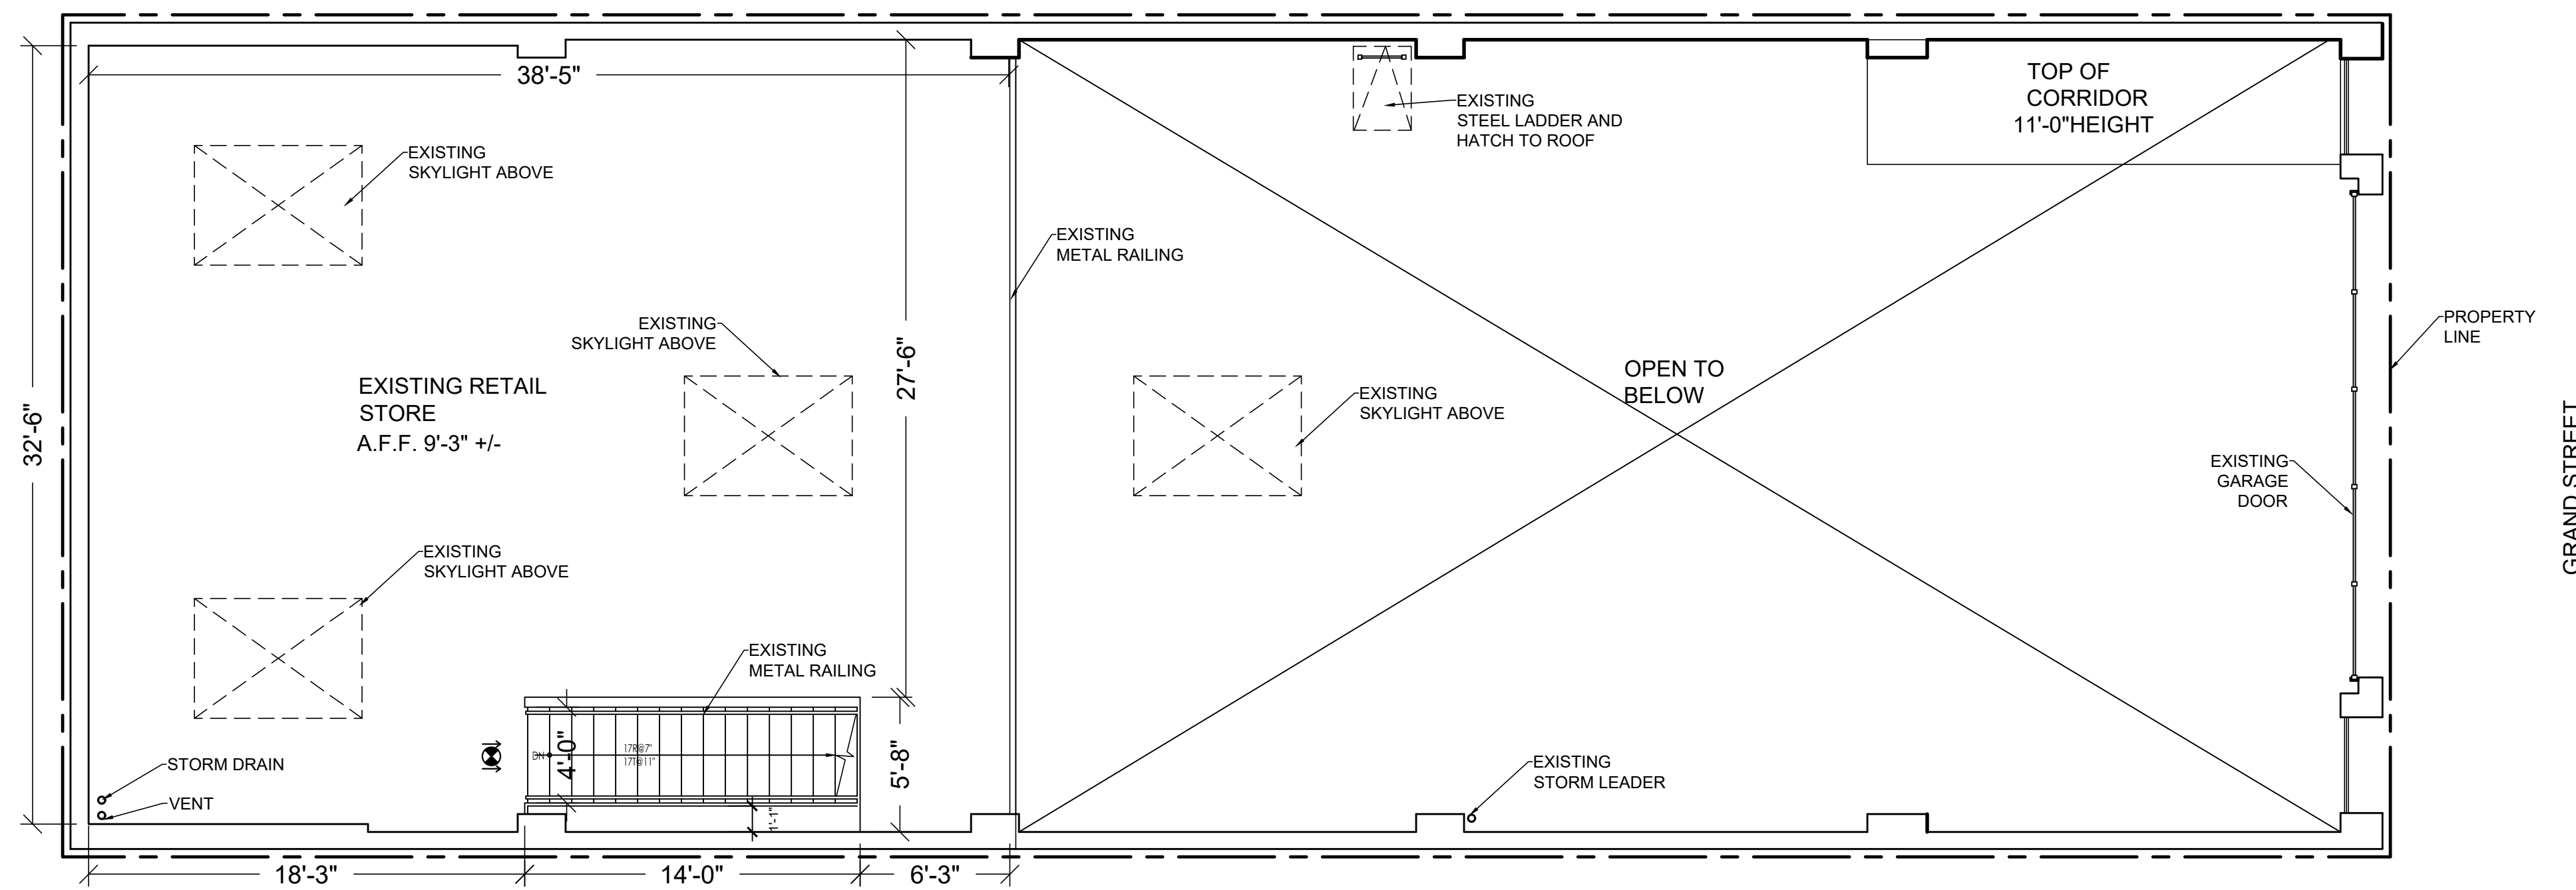 38'-5"
TOP OF
CORRIDOR
11'-0"HEIGHT
EXISTING
STEEL LADDER AND
HATCH TO ROOF
EXISTING
SKYLIGHT ABOVE
EXISTING
METAL RAILING
PROPERTY
LINE
EXISTING
SKYLIGHT ABOVE
27'-6"
OPEN TO
BELOW
EXISTING RETAIL
STORE
A.F.F. 9'-3" +/-
EXISTING
SKYLIGHT ABOVE
32'-6"
GRAND STREET
EXISTING
GARAGE
DOOR
EXISTING
SKYLIGHT ABOVE
EXISTING
METAL RAILING
DN
17R@7"
17T@11"
4'-0"
5'-8"
1'-1"
STORM DRAIN
VENT
EXISTING
STORM LEADER
18'-3"
14'-0"
6'-3"